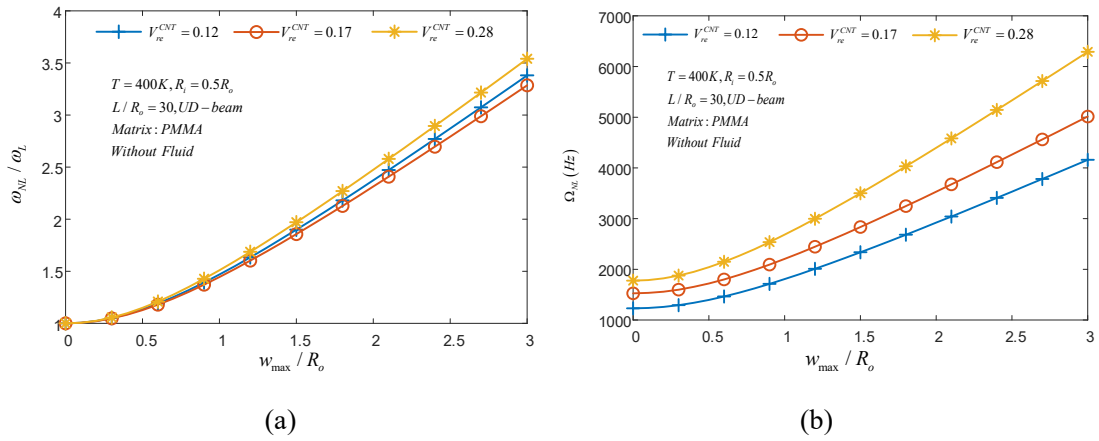 4
3.5
3
2.5
2
1.5
1
ω_NL / ω_L
V_re^CNT = 0.12 V_re^CNT = 0.17 V_re^CNT = 0.28
T = 400K, R_i = 0.5R_o
L / R_o = 30, UD − beam
Matrix : PMMA
Without Fluid
0 0.5 1 1.5 2 2.5 3
w_max / R_o
(a)
7000
6000
5000
4000
3000
2000
1000
Ω_NL (Hz)
V_re^CNT = 0.12 V_re^CNT = 0.17 V_re^CNT = 0.28
T = 400K, R_i = 0.5R_o
L / R_o = 30, UD − beam
Matrix : PMMA
Without Fluid
0 0.5 1 1.5 2 2.5 3
w_max / R_o
(b)